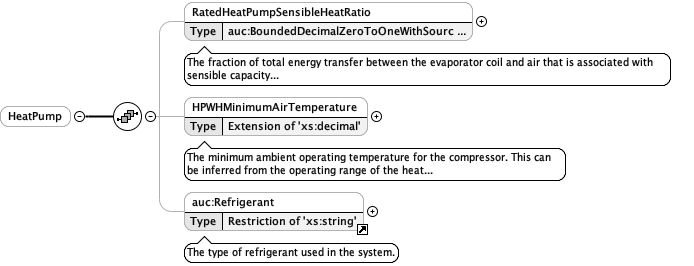 RatedHeatPumpSensibleHeatRatio
Type auc:BoundedDecimalZeroToOneWithSourc ...
The fraction of total energy transfer between the evaporator coil and air that is associated with
sensible capacity...
HeatPump
HPWHMinimumAirTemperature
Type Extension of 'xs:decimal'
The minimum ambient operating temperature for the compressor. This can
be inferred from the operating range of the heat...
auc:Refrigerant
Type Restriction of 'xs:string'
The type of refrigerant used in the system.